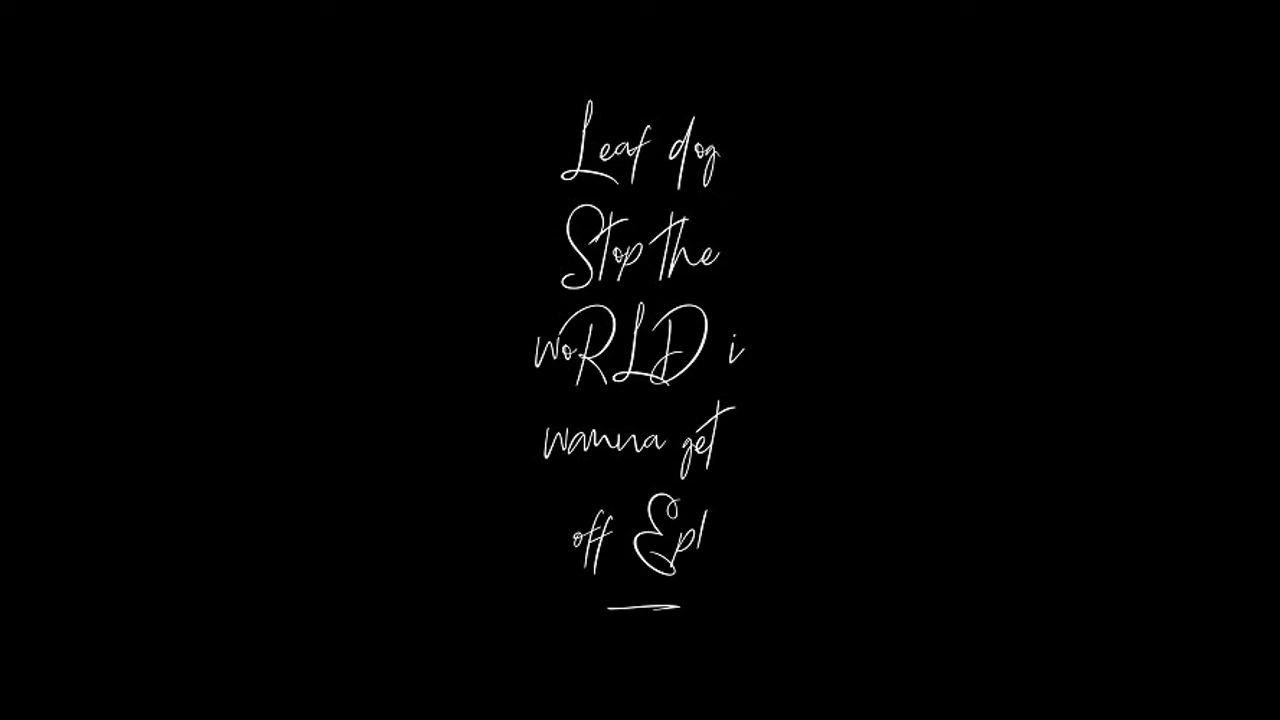 Leaf dog
Stop the
woRLD i
wanna get
off Ep1